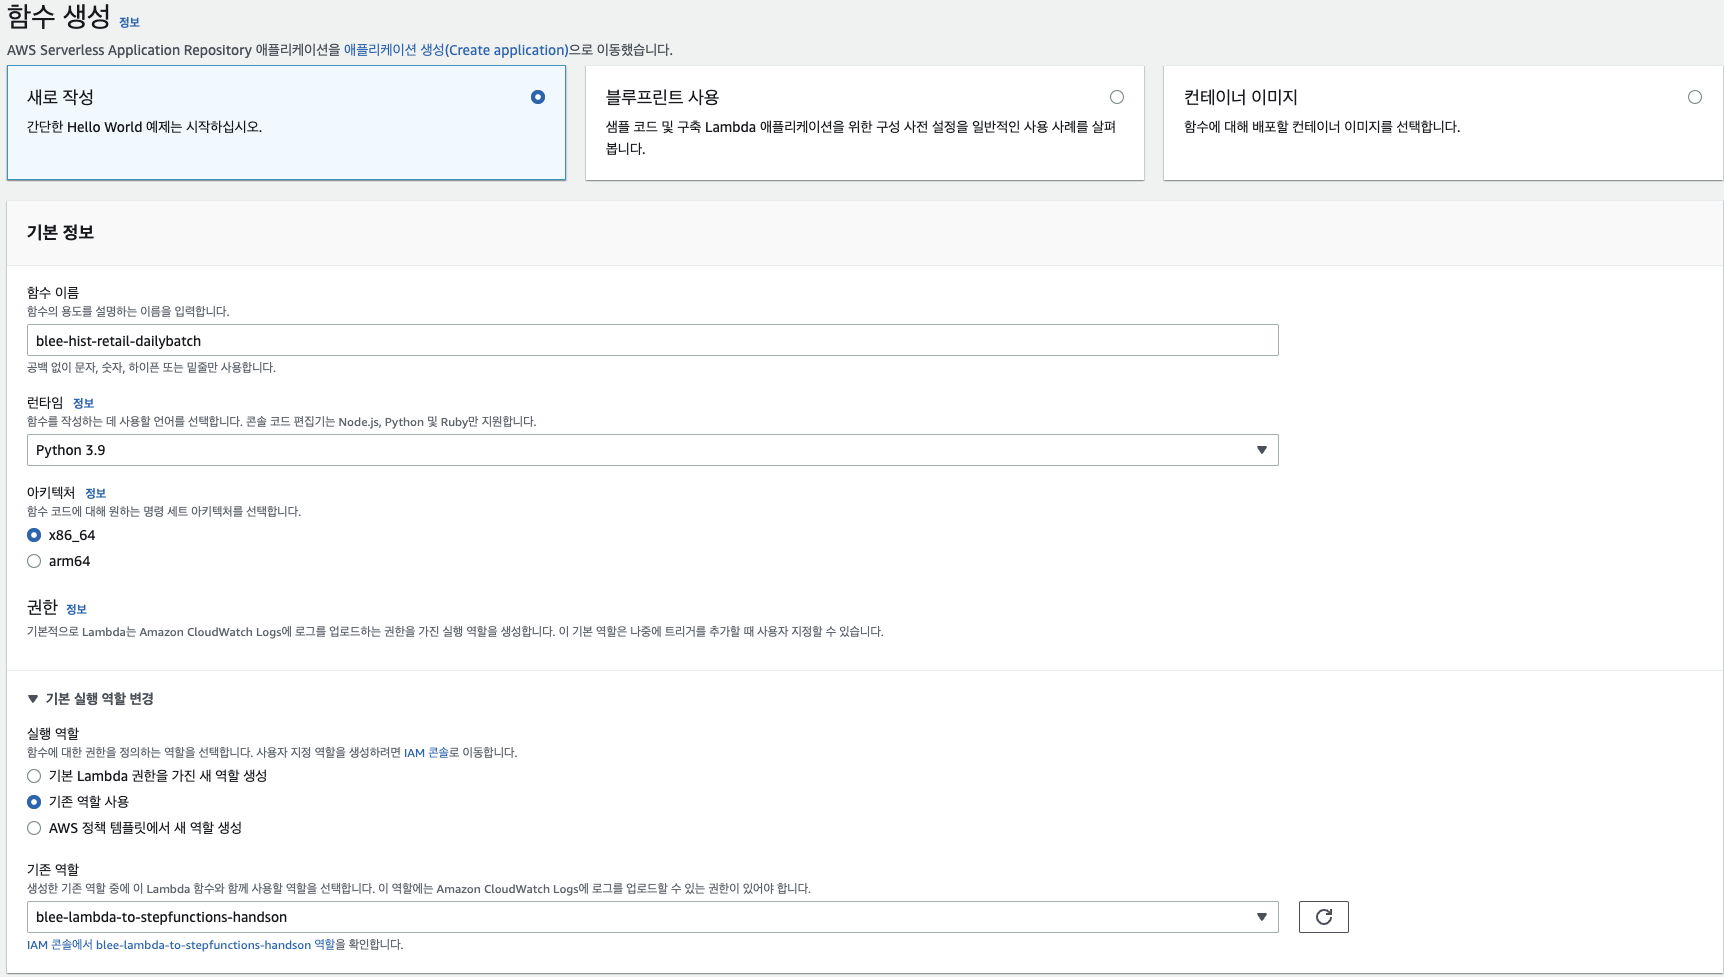 함수 생성 정보
AWS Serverless Application Repository 애플리케이션을 애플리케이션 생성(Create application)으로 이동했습니다.
새로 작성
간단한 Hello World 예제는 시작하십시오.
블루프린트 사용
샘플 코드 및 구축 Lambda 애플리케이션을 위한 구성 사전 설정을 일반적인 사용 사례를 살펴
봅니다.
컨테이너 이미지
함수에 대해 배포할 컨테이너 이미지를 선택합니다.
기본 정보
함수 이름
함수의 용도를 설명하는 이름을 입력합니다.
blee-hist-retail-dailybatch
공백 없이 문자, 숫자, 하이픈 또는 밑줄만 사용합니다.
런타임 정보
함수를 작성하는 데 사용할 언어를 선택합니다. 콘솔 코드 편집기는 Node.js, Python 및 Ruby만 지원합니다.
Python 3.9
아키텍처 정보
함수 코드에 대해 원하는 명령 세트 아키텍처를 선택합니다.
x86_64
arm64
권한 정보
기본적으로 Lambda는 Amazon CloudWatch Logs에 로그를 업로드하는 권한을 가진 실행 역할을 생성합니다. 이 기본 역할은 나중에 트리거를 추가할 때 사용자 지정할 수 있습니다.
기본 실행 역할 변경
실행 역할
함수에 대한 권한을 정의하는 역할을 선택합니다. 사용자 지정 역할을 생성하려면 IAM 콘솔로 이동합니다.
기본 Lambda 권한을 가진 새 역할 생성
기존 역할 사용
AWS 정책 템플릿에서 새 역할 생성
기존 역할
생성한 기존 역할 중에 이 Lambda 함수와 함께 사용할 역할을 선택합니다. 이 역할에는 Amazon CloudWatch Logs에 로그를 업로드할 수 있는 권한이 있어야 합니다.
blee-lambda-to-stepfunctions-handson
IAM 콘솔에서 blee-lambda-to-stepfunctions-handson 역할을 확인합니다.